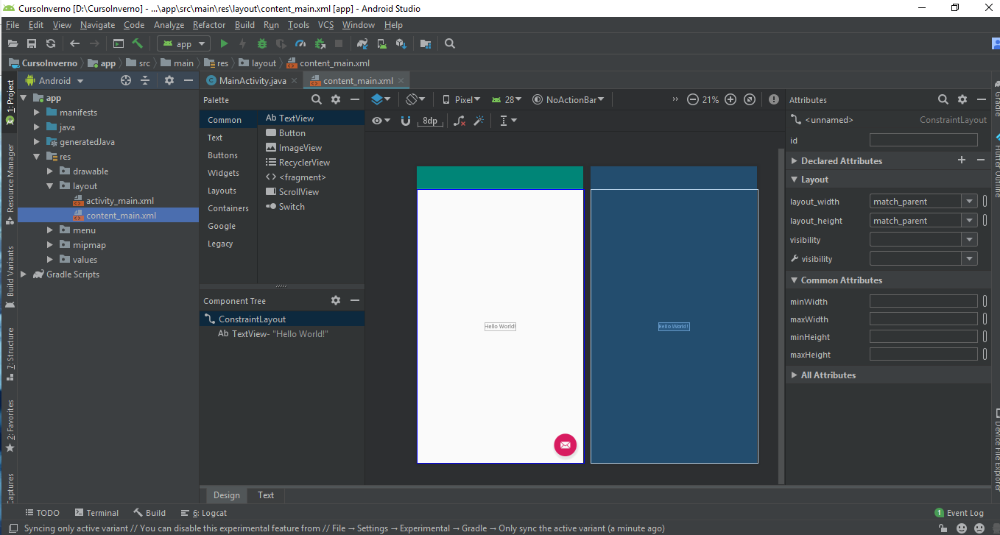 CursoInverno [D:\CursoInverno] - ...\app\src\main\res\layout\content_main.xml [app] - Android Studio
File Edit View Navigate Code Analyze Refactor Build Run Tools VCS Window Help
app
CursoInverno app src main res layout content_main.xml
Android
MainActivity.java content_main.xml
1: Project
Resource Manager
Build Variants
7: Structure
2: Favorites
Captures
app
manifests
java
generatedJava
res
drawable
layout
activity_main.xml
content_main.xml
menu
mipmap
values
Gradle Scripts
Palette
Common
Text
Buttons
Widgets
Layouts
Containers
Google
Legacy
Ab TextView
Button
ImageView
RecyclerView
<fragment>
ScrollView
Switch
Component Tree
ConstraintLayout
Ab TextView- "Hello World!"
Pixel 28 NoActionBar 21%
8dp
Hello World!
Hello World!
Design Text
Attributes
<unnamed> ConstraintLayout
id
Declared Attributes
Layout
layout_width match_parent
layout_height match_parent
visibility
visibility
Common Attributes
minWidth
maxWidth
minHeight
maxHeight
All Attributes
Gradle
Flutter Outline
Device File Explorer
TODO Terminal Build 6: Logcat
1 Event Log
Syncing only active variant // You can disable this experimental feature from // File → Settings → Experimental → Gradle → Only sync the active variant (a minute ago)